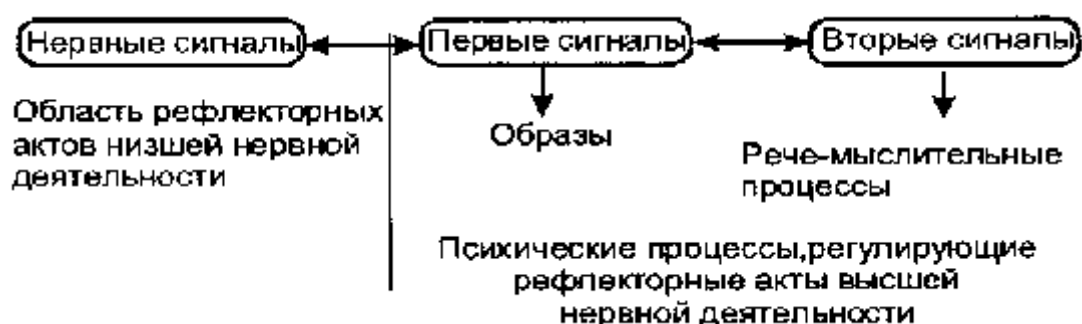 Нервные сигналы
Первые сигналы
Вторые сигналы
Область рефлекторных
актов низшей нервной
деятельности
Образы
Рече-мыслительные
процессы
Психические процессы,регулирующие
рефлекторные акты высшей
нервной деятельности